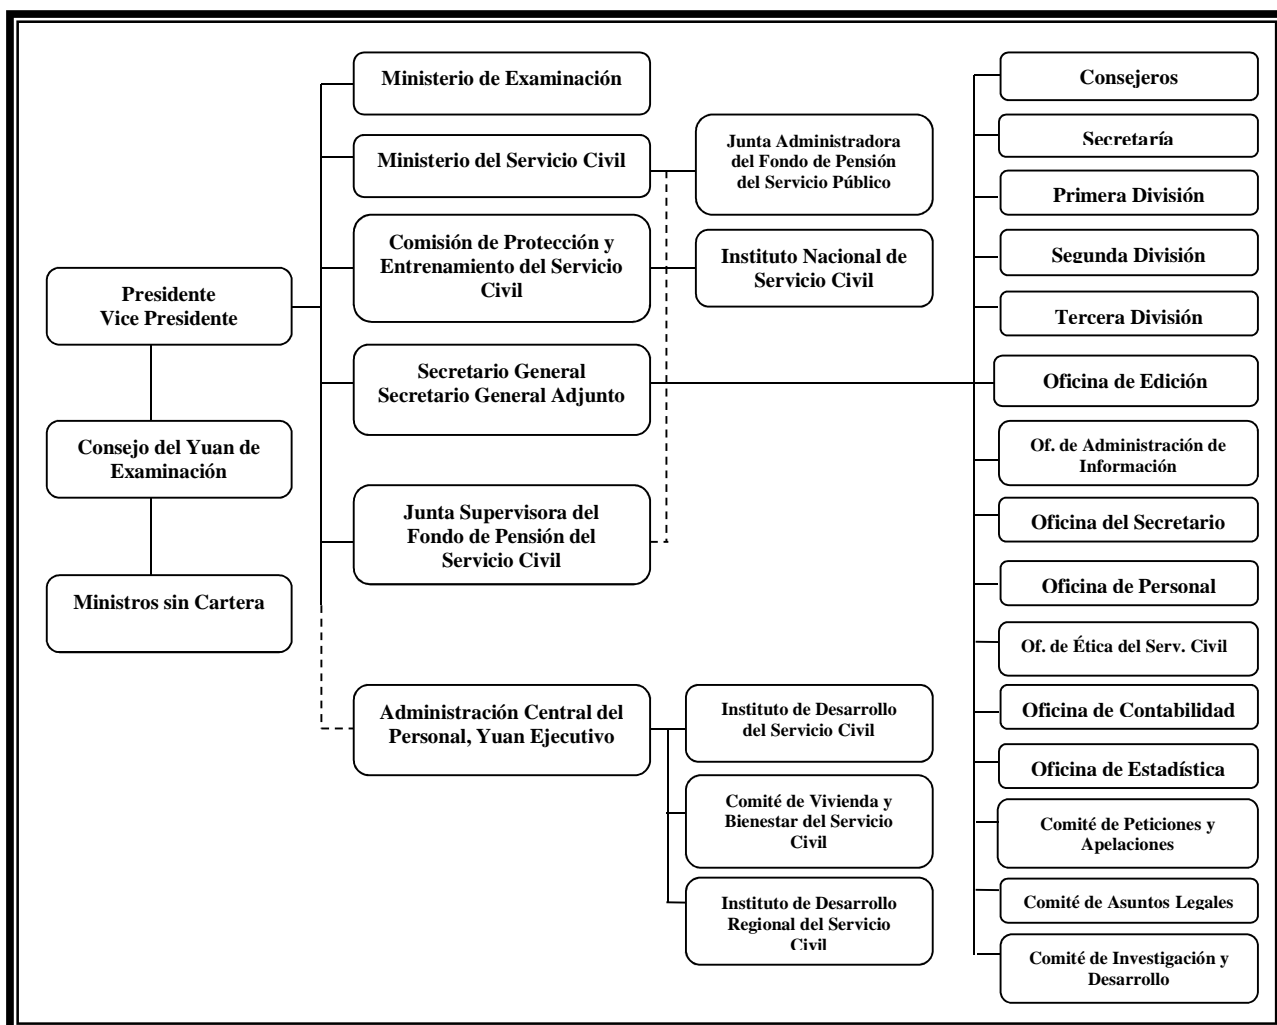 Presidente
Vice Presidente
Consejo del Yuan de
Examinación
Ministros sin Cartera
Ministerio de Examinación
Ministerio del Servicio Civil
Comisión de Protección y
Entrenamiento del Servicio
Civil
Secretario General
Secretario General Adjunto
Junta Supervisora del
Fondo de Pensión del
Servicio Civil
Administración Central del
Personal, Yuan Ejecutivo
Junta Administradora
del Fondo de Pensión
del Servicio Público
Instituto Nacional de
Servicio Civil
Instituto de Desarrollo
del Servicio Civil
Comité de Vivienda y
Bienestar del Servicio
Civil
Instituto de Desarrollo
Regional del Servicio
Civil
Consejeros
Secretaría
Primera División
Segunda División
Tercera División
Oficina de Edición
Of. de Administración de
Información
Oficina del Secretario
Oficina de Personal
Of. de Ética del Serv. Civil
Oficina de Contabilidad
Oficina de Estadística
Comité de Peticiones y
Apelaciones
Comité de Asuntos Legales
Comité de Investigación y
Desarrollo